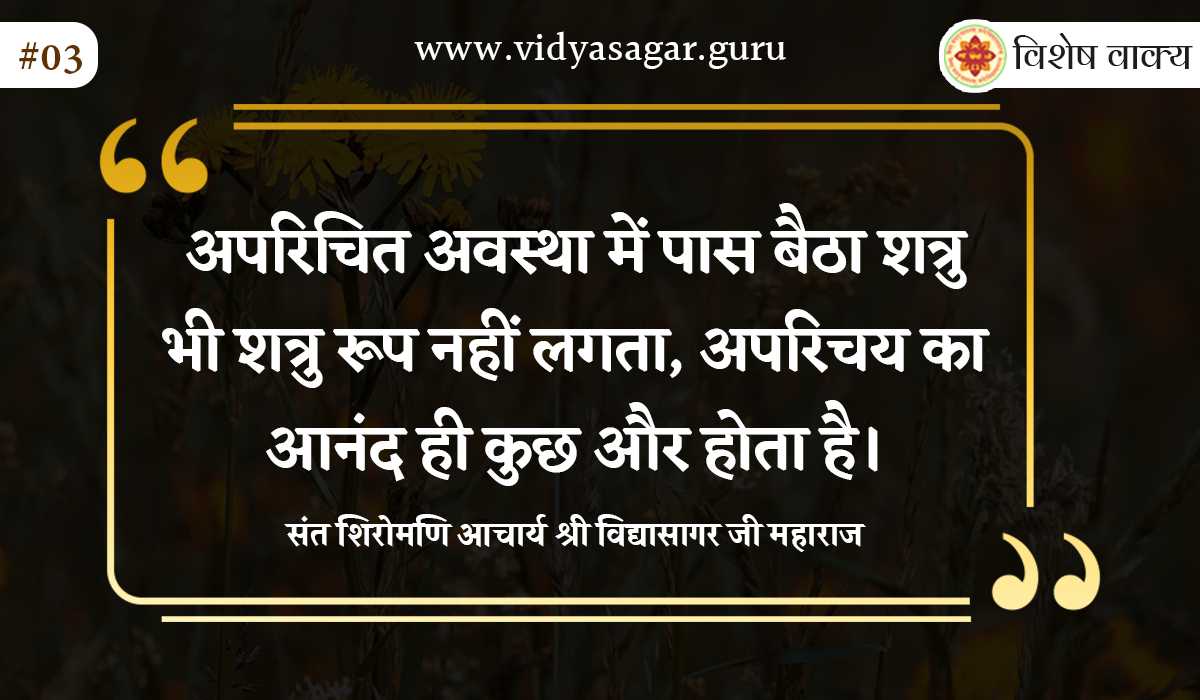 #03
www.vidyasagar.guru
विशेष वाक्य
अपरिचित अवस्था में पास बैठा शत्रु
भी शत्रु रूप नहीं लगता, अपरिचय का
आनंद ही कुछ और होता है।
संत शिरोमणि आचार्य श्री विद्यासागर जी महाराज